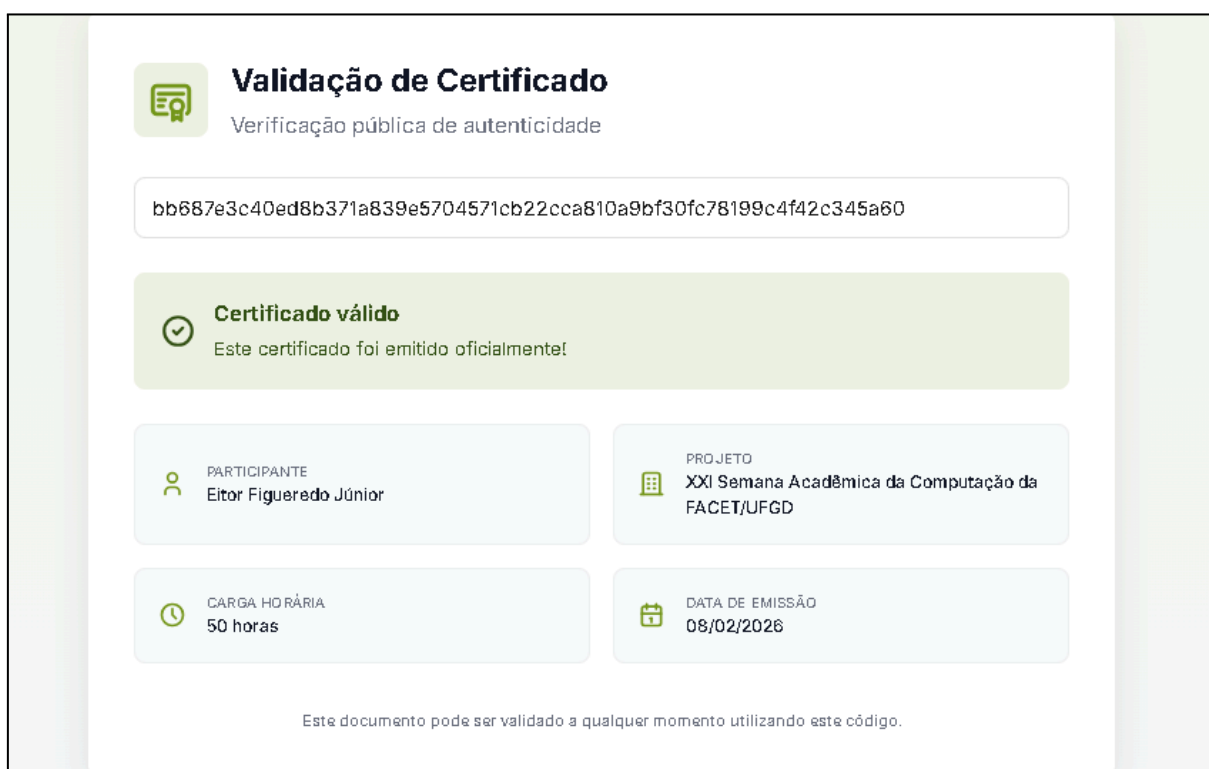 Validação de Certificado
Verificação pública de autenticidade
bb687e3c40ed8b371a839e5704571cb22cca810a9bf30fc78199c4f42c345a60
Certificado válido
Este certificado foi emitido oficialmente!
PARTICIPANTE
Eitor Figueredo Júnior
PROJETO
XXI Semana Acadêmica da Computação da
FACET/UFGD
CARGA HORÁRIA
50 horas
DATA DE EMISSÃO
08/02/2026
Este documento pode ser validado a qualquer momento utilizando este código.